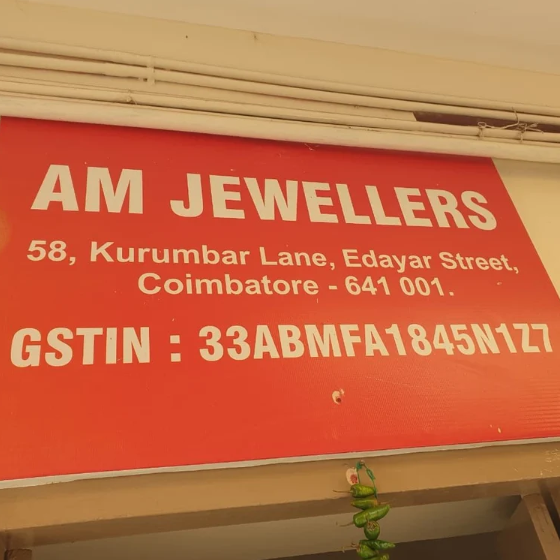 AM JEWELLERS
58, Kurumbar Lane, Edayar Street,
Coimbatore - 641 001.
GSTIN : 33ABMFA1845N1Z7